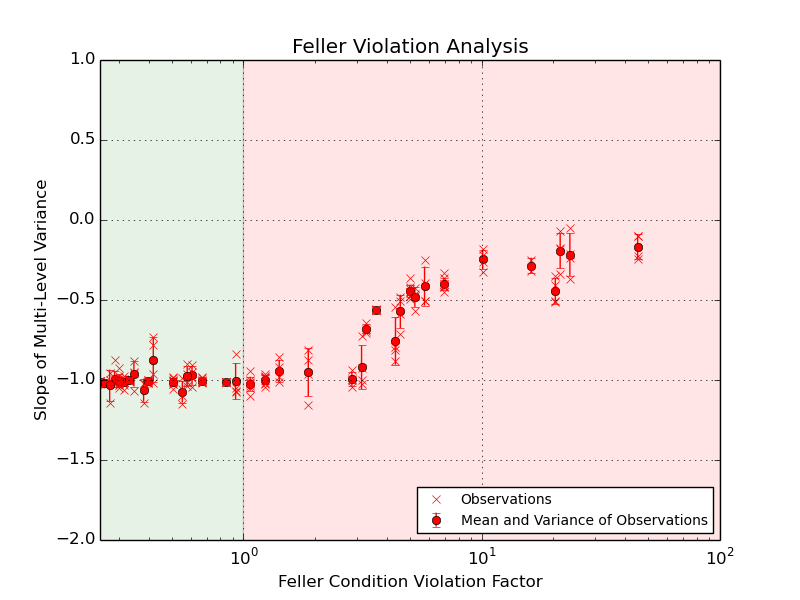 Feller Violation Analysis
1.0
0.5
0.0
−0.5
−1.0
−1.5
−2.0
Slope of Multi-Level Variance
Observations
Mean and Variance of Observations
10⁰
10¹
10²
Feller Condition Violation Factor